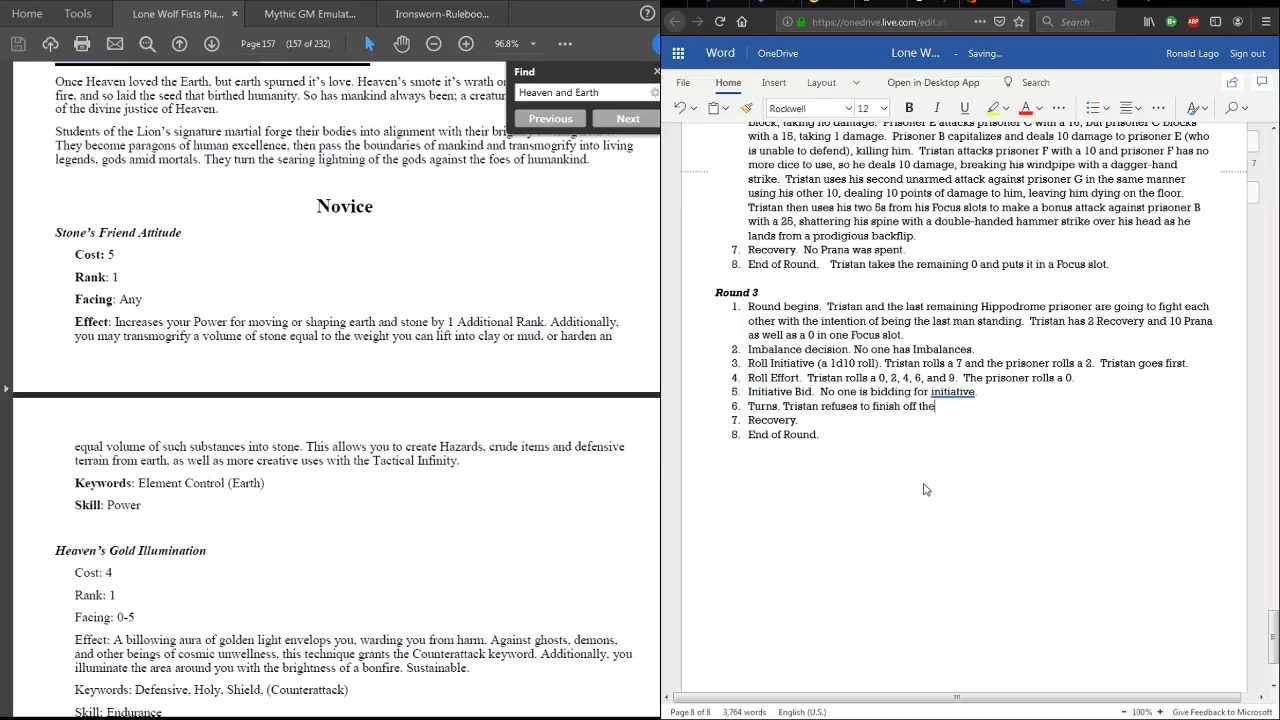 Home
Tools
Lone Wolf Fists Pla...
Mythic GM Emulat...
Ironsworn-Rulebo...
Page 157 (157 of 232)
96.8%
Find
Heaven and Earth
Previous
Next
Once Heaven loved the Earth, but earth spurned it's love. Heaven's smote it's wrath
fire, and so laid the seed that birthed humanity. So has mankind always been; a creatur
of the divine justice of Heaven.
Students of the Lion's signature martial forge their bodies into alignment with their
They become paragons of human excellence, then pass the boundaries of mankind and transmogrify into living
legends, gods amid mortals. They turn the searing lightning of the gods against the foes of humankind.
Novice
Stone's Friend Attitude
Cost: 5
Rank: 1
Facing: Any
Effect: Increases your Power for moving or shaping earth and stone by 1 Additional Rank. Additionally,
you may transmogrify a volume of stone equal to the weight you can lift into clay or mud, or harden an
equal volume of such substances into stone. This allows you to create Hazards, crude items and defensive
terrain from earth, as well as more creative uses with the Tactical Infinity.
Keywords: Element Control (Earth)
Skill: Power
Heaven's Gold Illumination
Cost: 4
Rank: 1
Facing: 0-5
Effect: A billowing aura of golden light envelops you, warding you from harm. Against ghosts, demons,
and other beings of cosmic unwellness, this technique grants the Counterattack keyword. Additionally, you
illuminate the area around you with the brightness of a bonfire. Sustainable.
Keywords: Defensive, Holy, Shield, (Counterattack)
Skill: Endurance
https://onedrive.live.com/edit.as
Search
Word
OneDrive
Lone W...
- Saving...
Ronald Lago
Sign out
File
Home
Insert
Layout
Open in Desktop App
Search
Rockwell
12
B
I
U
A
block, taking no damage. Prisoner E attacks prisoner C with a 16, but prisoner C blocks
with a 15, taking 1 damage. Prisoner B capitalizes and deals 10 damage to prisoner E (who
is unable to defend), killing him. Tristan attacks prisoner F with a 10 and prisoner F has no
more dice to use, so he deals 10 damage, breaking his windpipe with a dagger-hand
strike. Tristan uses his second unarmed attack against prisoner G in the same manner
using his other 10, dealing 10 points of damage to him, leaving him dying on the floor.
Tristan then uses his two 5s from his Focus slots to make a bonus attack against prisoner B
with a 25, shattering his spine with a double-handed hammer strike over his head as he
lands from a prodigious backflip.
7. Recovery. No Prana was spent.
8. End of Round. Tristan takes the remaining 0 and puts it in a Focus slot.
7
Round 3
1. Round begins. Tristan and the last remaining Hippodrome prisoner are going to fight each
other with the intention of being the last man standing. Tristan has 2 Recovery and 10 Prana
as well as a 0 in one Focus slot.
2. Imbalance decision. No one has Imbalances.
3. Roll Initiative (a 1d10 roll). Tristan rolls a 7 and the prisoner rolls a 2. Tristan goes first.
4. Roll Effort. Tristan rolls a 0, 2, 4, 6, and 9. The prisoner rolls a 0.
5. Initiative Bid. No one is bidding for initiative.
6. Turns. Tristan refuses to finish off the
7. Recovery.
8. End of Round.
Page 8 of 8
3,764 words
English (U.S.)
100%
Give Feedback to Microsoft